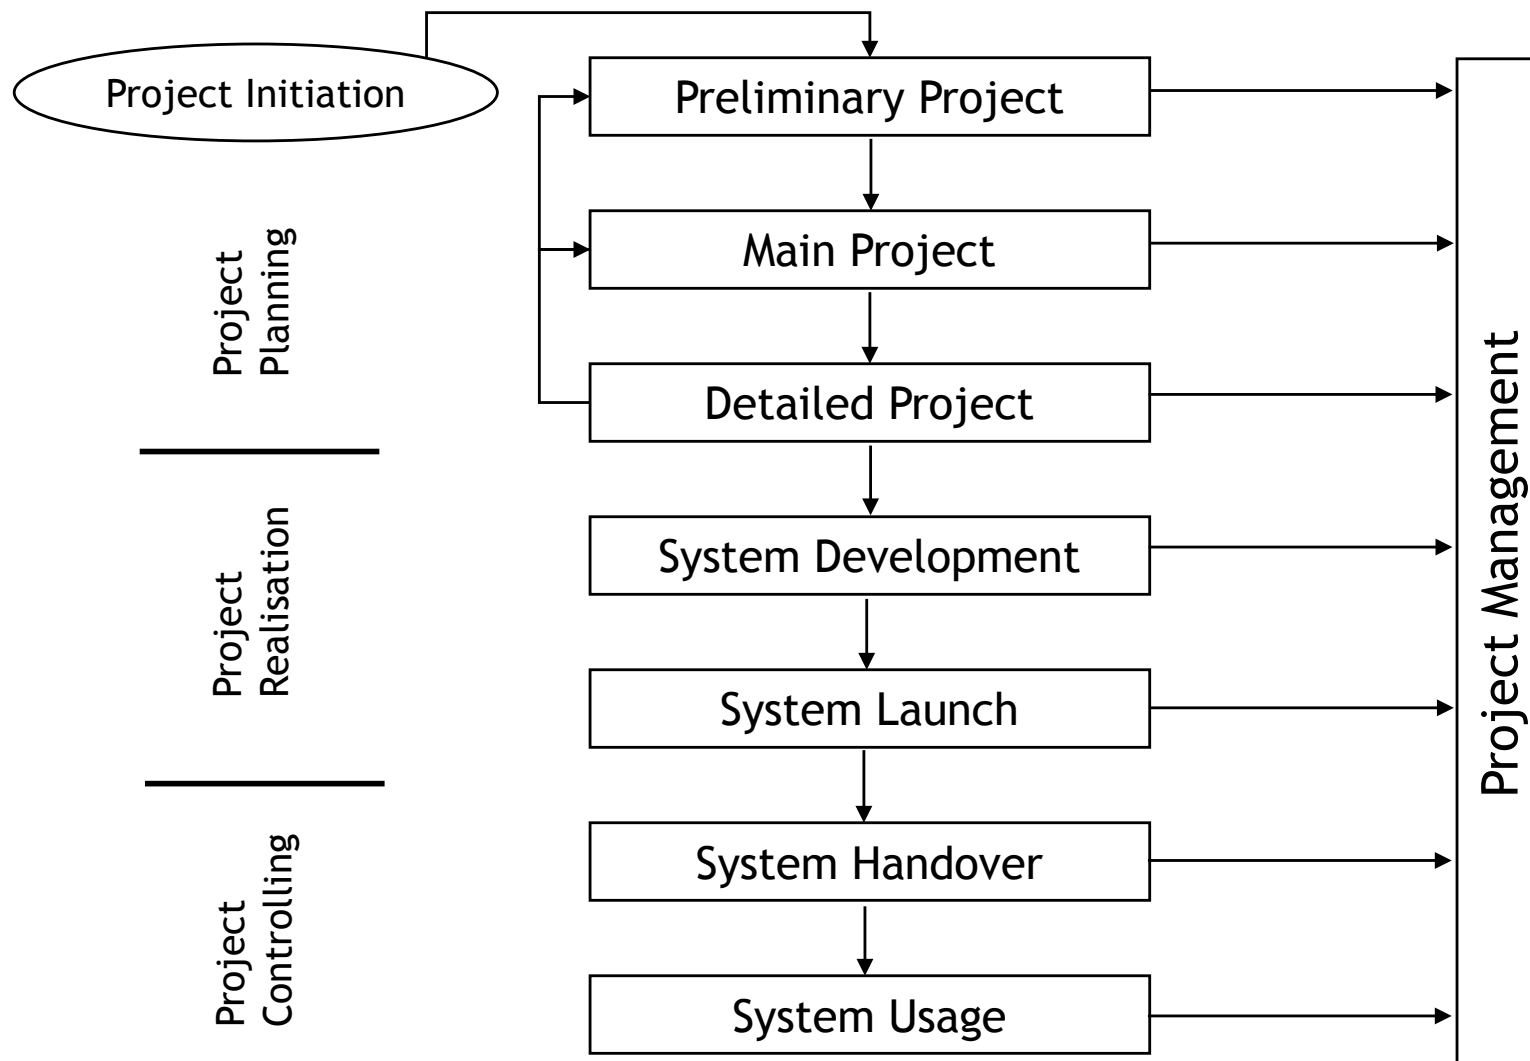 Project Initiation
Preliminary Project
Main Project
Project
Planning
Detailed Project
System Development
Project
Realisation
System Launch
System Handover
Project
Controlling
System Usage
Project Management